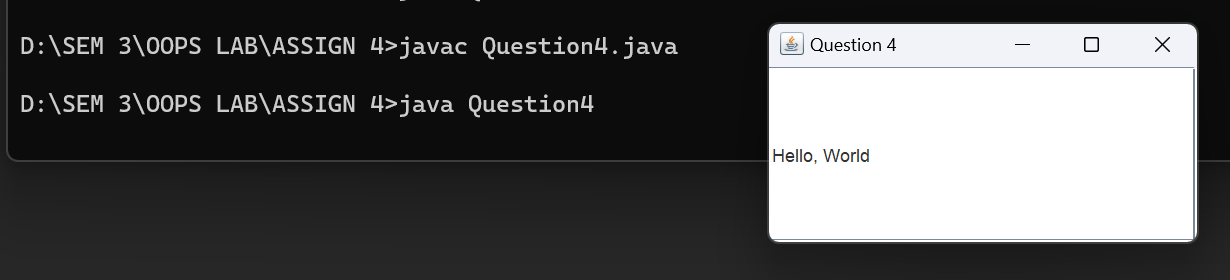 D:\SEM 3\OOPS LAB\ASSIGN 4>javac Question4.java
D:\SEM 3\OOPS LAB\ASSIGN 4>java Question4
Question 4
Hello, World